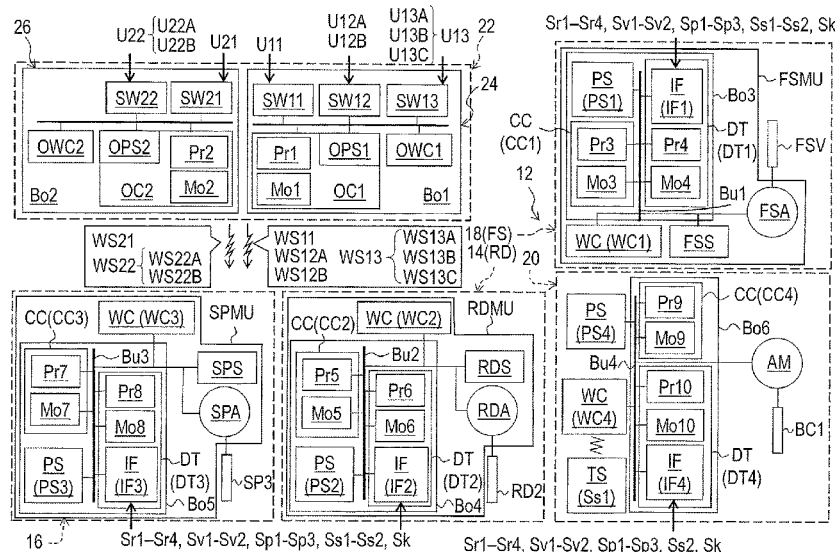 26
U22 { U22A
U22B
U21
U11
U12A
U12B
U13A
U13B
U13C
U13
22
24
SW22
SW21
SW11
SW12
SW13
OWC2
OPS2
Pr2
Mo2
OC2
Bo2
Pr1
Mo1
OPS1
OC1
OWC1
Bo1
WS21
WS22 { WS22A
WS22B
WS11
WS12A
WS12B
WS13 { WS13A
WS13B
WS13C
Sr1–Sr4, Sv1-Sv2, Sp1-Sp3, Ss1-Ss2, Sk
PS
(PS1)
IF
(IF1)
FSMU
Bo3
CC
(CC1)
DT
(DT1)
Pr3
Pr4
Mo3
Mo4
FSV
Bu1
12
FSA
WC (WC1)
FSS
18(FS)
14(RD)
20
CC(CC3)
WC (WC3)
SPMU
Bu3
Pr7
Mo7
Pr8
Mo8
SPS
SPA
PS
(PS3)
IF
(IF3)
DT
(DT3)
Bo5
SP3
16
CC(CC2)
WC (WC2)
RDMU
Bu2
Pr5
Mo5
Pr6
Mo6
RDS
RDA
PS
(PS2)
IF
(IF2)
DT
(DT2)
Bo4
RD2
PS
(PS4)
Pr9
Mo9
CC(CC4)
Bo6
Bu4
AM
Pr10
Mo10
WC
(WC4)
BC1
TS
(Ss1)
IF
(IF4)
DT
(DT4)
Sr1–Sr4, Sv1-Sv2, Sp1-Sp3, Ss1-Ss2, Sk
Sr1–Sr4, Sv1-Sv2, Sp1-Sp3, Ss2, Sk